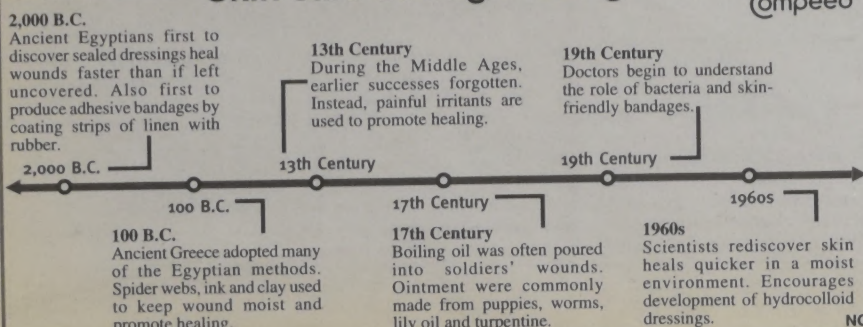 Compeed
2,000 B.C.
Ancient Egyptians first to
discover sealed dressings heal
wounds faster than if left
uncovered. Also first to
produce adhesive bandages by
coating strips of linen with
rubber.
2,000 B.C.
13th Century
During the Middle Ages,
earlier successes forgotten.
Instead, painful irritants are
used to promote healing.
13th Century
19th Century
Doctors begin to understand
the role of bacteria and skin-
friendly bandages.
19th Century
100 B.C.
100 B.C.
Ancient Greece adopted many
of the Egyptian methods.
Spider webs, ink and clay used
to keep wound moist and
promote healing.
17th Century
17th Century
Boiling oil was often poured
into soldiers' wounds.
Ointment were commonly
made from puppies, worms,
lily oil and turpentine.
1960s
1960s
Scientists rediscover skin
heals quicker in a moist
environment. Encourages
development of hydrocolloid
dressings.